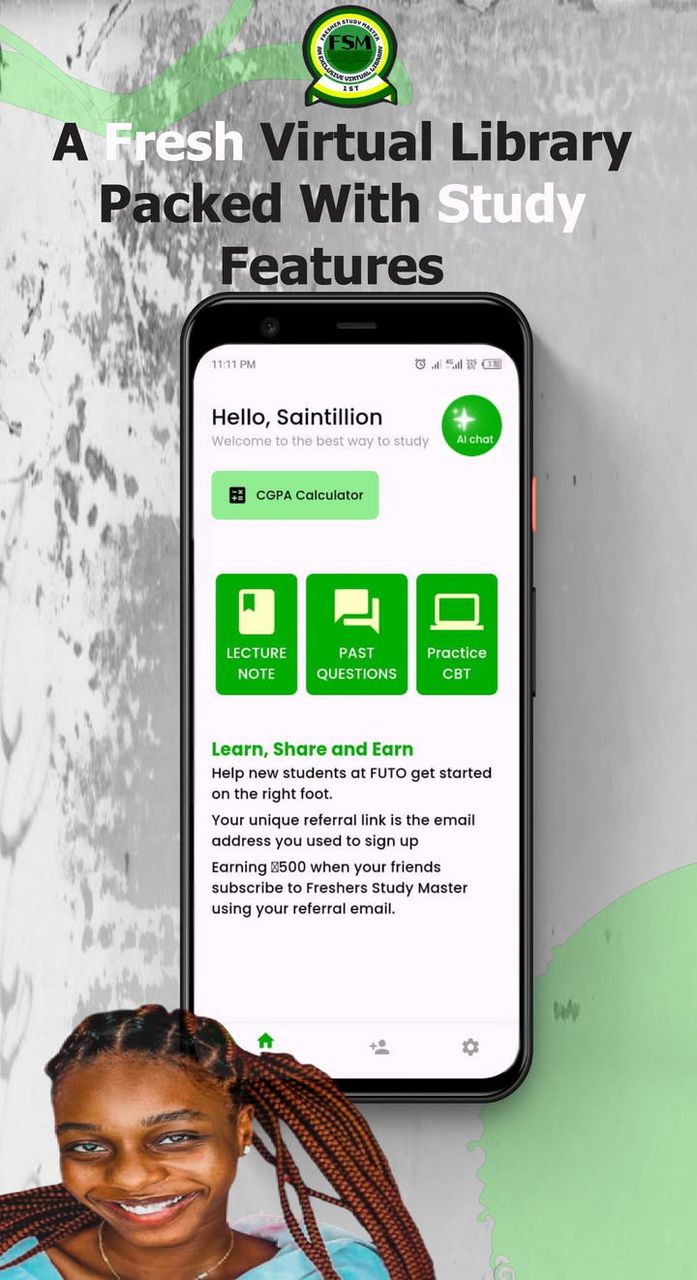 FRESHER STUDY MASTER
FSM
AN EXCLUSIVE VIRTUAL LIBRARY
1ST
A Fresh Virtual Library
Packed With Study
Features
11:11 PM
4G
Hello, Saintillion
Welcome to the best way to study
AI chat
CGPA Calculator
LECTURE
NOTE
PAST
QUESTIONS
Practice
CBT
Learn, Share and Earn
Help new students at FUTO get started
on the right foot.
Your unique referral link is the email
address you used to sign up
Earning 500 when your friends
subscribe to Freshers Study Master
using your referral email.